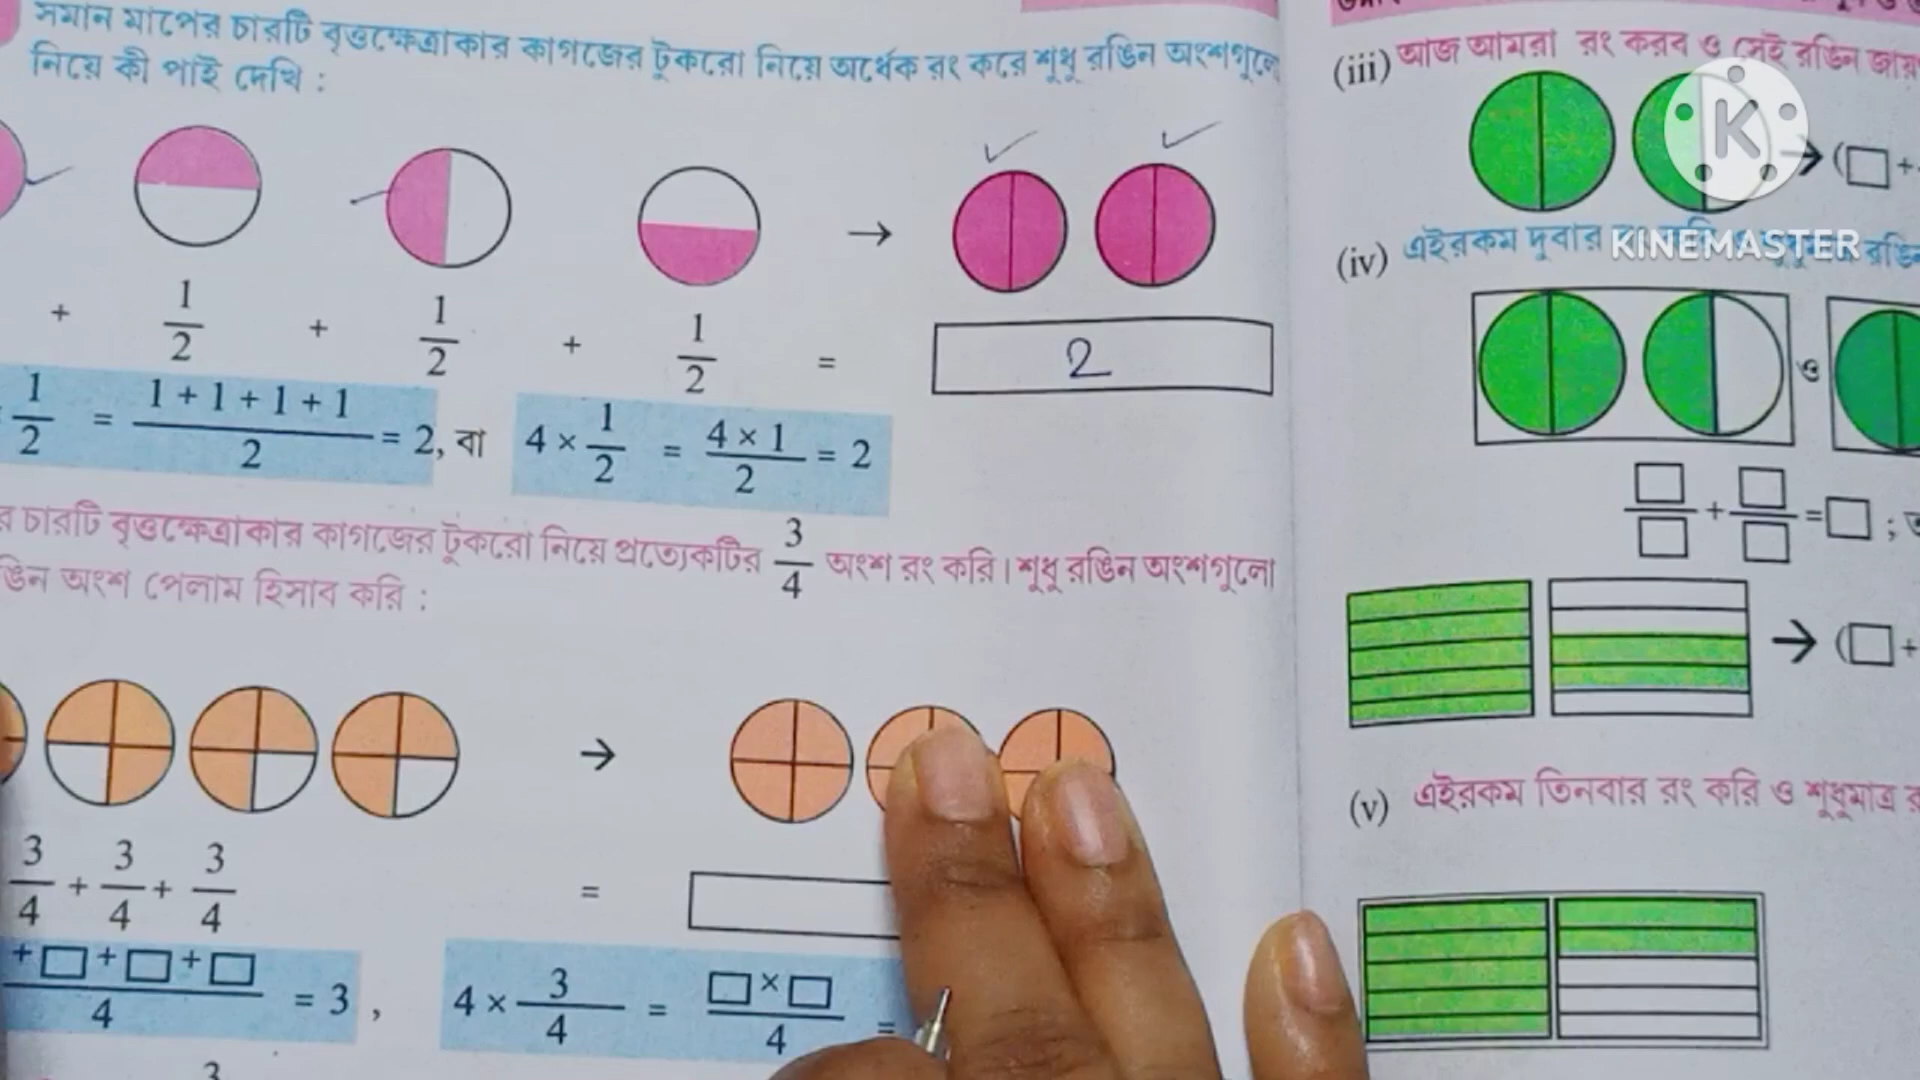 সমান মাপের চারটি বৃত্তক্ষেত্রাকার কাগজের টুকরো নিয়ে অর্ধেক রং করে শুধু রঙিন অংশগুলো
নিয়ে কী পাই দেখি :
+ 1/2 + 1/2 + 1/2 = 2
1/2 = (1 + 1 + 1 + 1)/2 = 2, বা 4 × 1/2 = (4 × 1)/2 = 2
র চারটি বৃত্তক্ষেত্রাকার কাগজের টুকরো নিয়ে প্রত্যেকটির 3/4 অংশ রং করি। শুধু রঙিন অংশগুলো
ঙিন অংশ পেলাম হিসাব করি :
3/4 + 3/4 + 3/4 =
(+ □ + □ + □)/4 = 3 , 4 × 3/4 = (□ × □)/4 =
3
(iii) আজ আমরা রং করব ও সেই রঙিন
→ (□ +
(iv) এইরকম দুবার
ও
□/□ + □/□ = □ ;
→ (□ +
(v) এইরকম তিনবার রং করি ও শুধুমাত্র
K
KINEMASTER